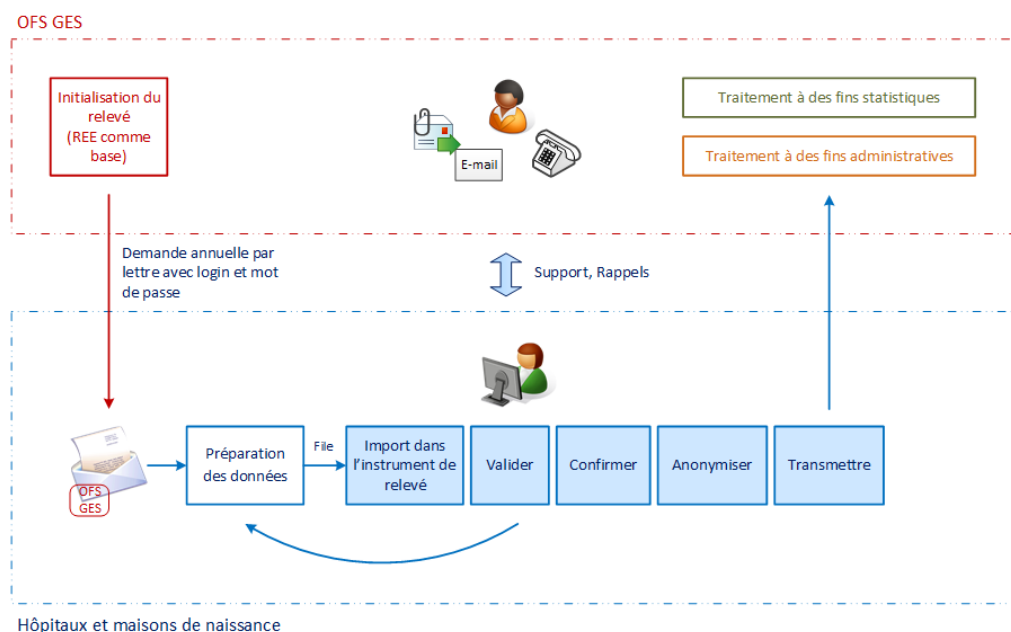 OFS GES
Initialisation du
relevé
(REE comme
base)
E-mail
Traitement à des fins statistiques
Traitement à des fins administratives
Demande annuelle par
lettre avec login et mot
de passe
Support, Rappels
OFS
GES
Préparation
des données
File
Import dans
l'instrument de
relevé
Valider
Confirmer
Anonymiser
Transmettre
Hôpitaux et maisons de naissance